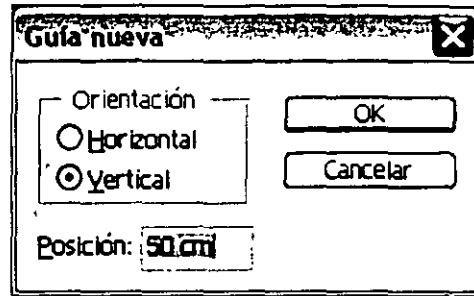 Guía nueva
Orientación
Horizontal
Vertical
OK
Cancelar
Posición: 50 cm